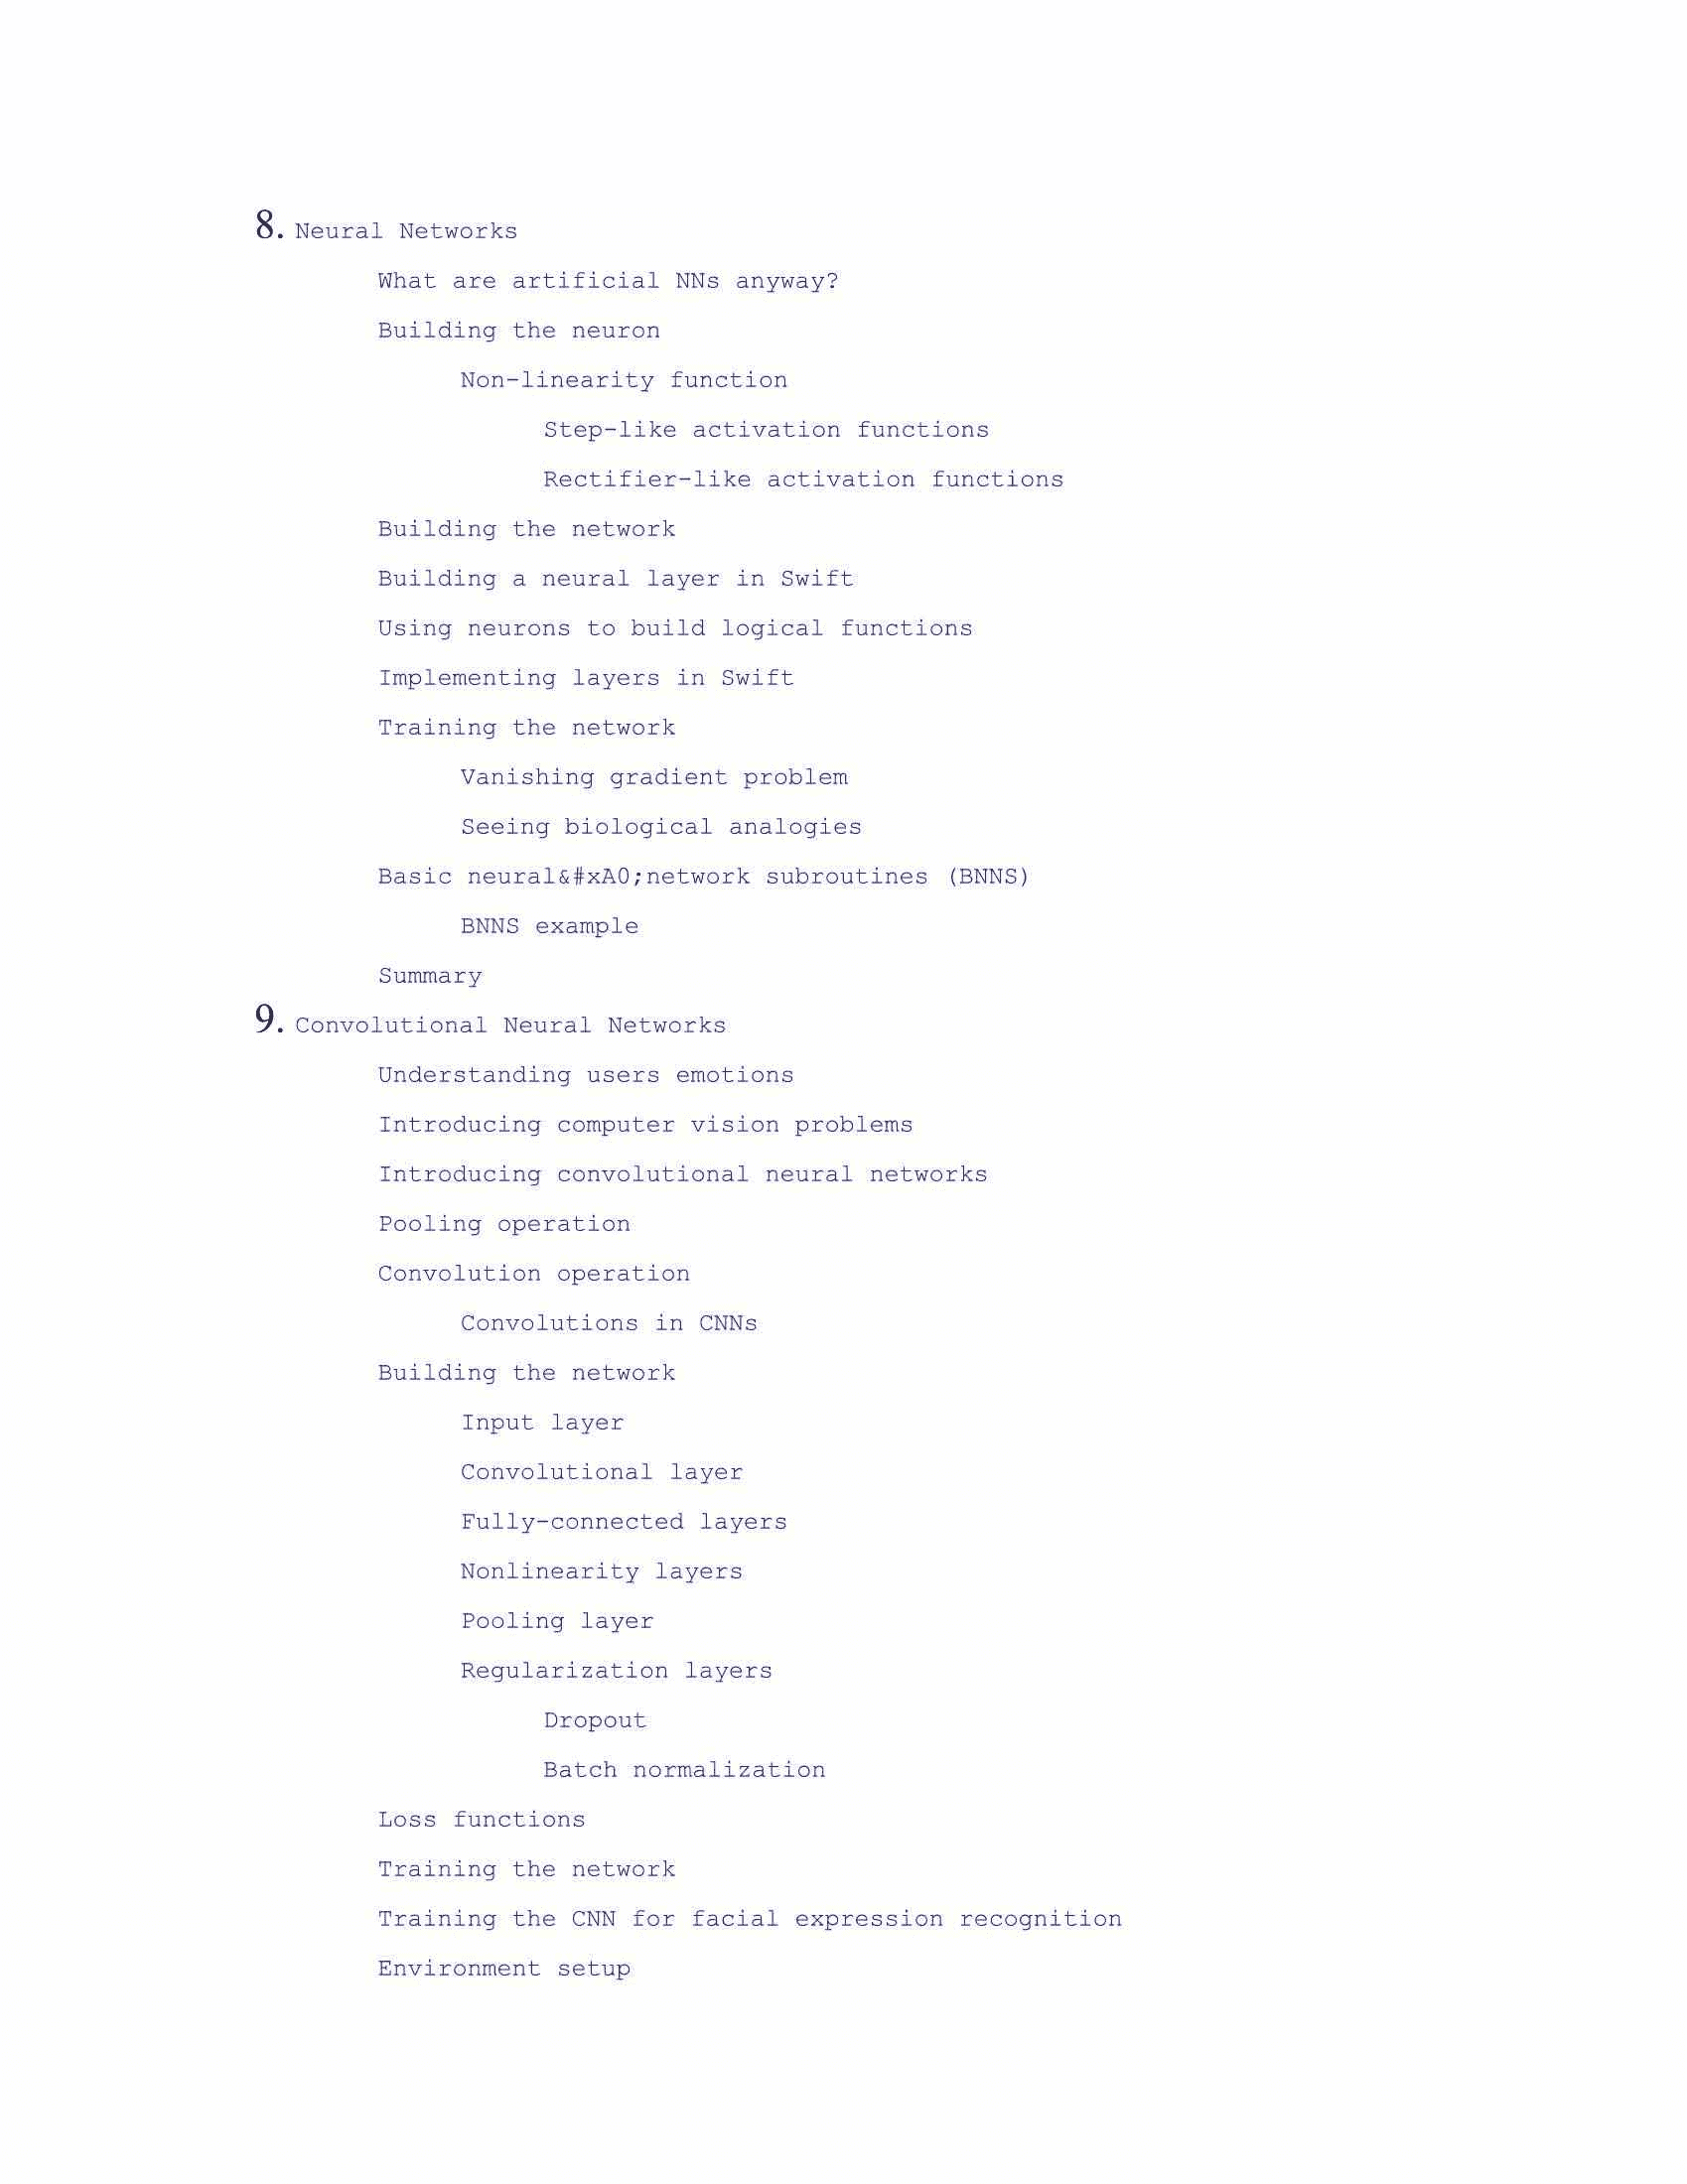 8. Neural Networks
What are artificial NNs anyway?
Building the neuron
Non-linearity function
Step-like activation functions
Rectifier-like activation functions
Building the network
Building a neural layer in Swift
Using neurons to build logical functions
Implementing layers in Swift
Training the network
Vanishing gradient problem
Seeing biological analogies
Basic neural&#xA0;network subroutines (BNNS)
BNNS example
Summary
9. Convolutional Neural Networks
Understanding users emotions
Introducing computer vision problems
Introducing convolutional neural networks
Pooling operation
Convolution operation
Convolutions in CNNs
Building the network
Input layer
Convolutional layer
Fully-connected layers
Nonlinearity layers
Pooling layer
Regularization layers
Dropout
Batch normalization
Loss functions
Training the network
Training the CNN for facial expression recognition
Environment setup